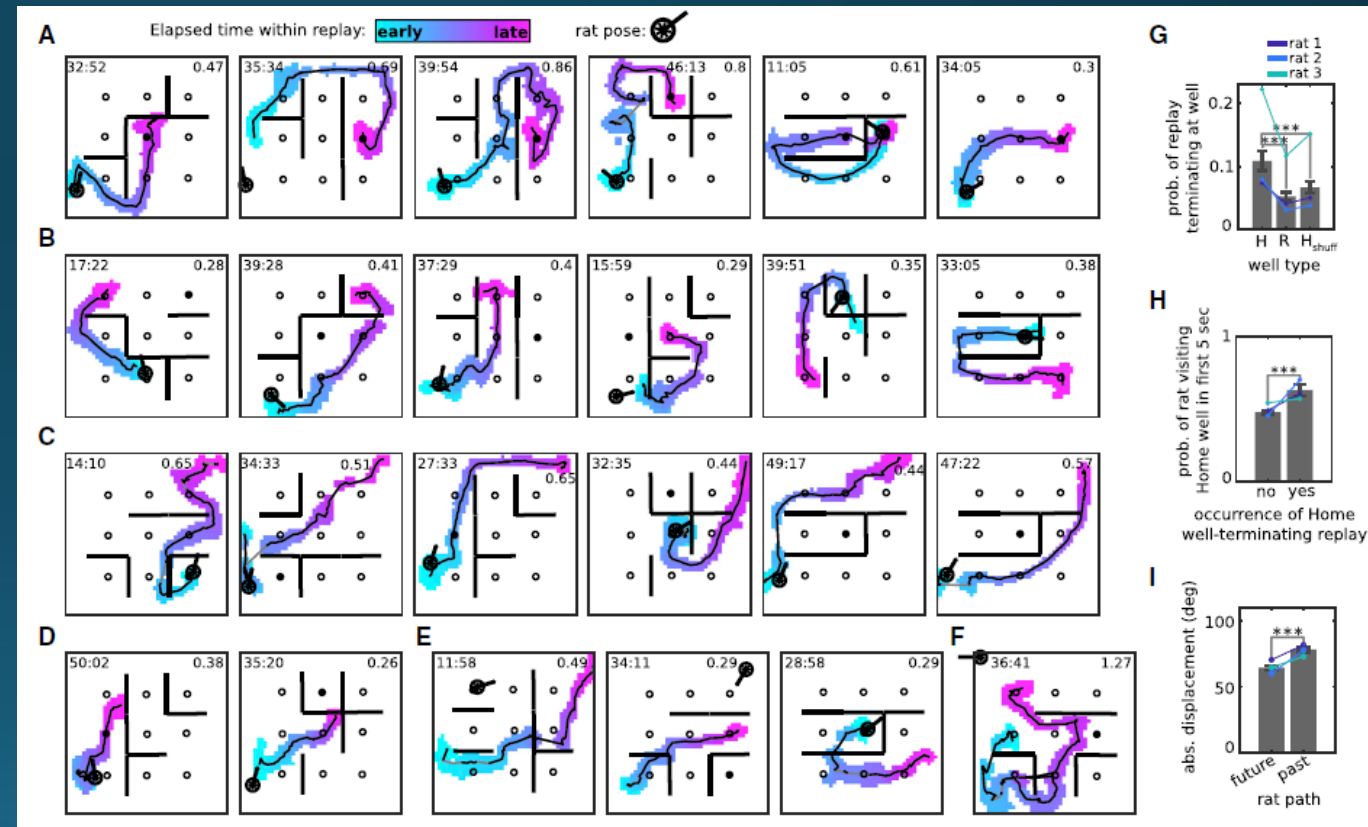 Elapsed time within replay: early late rat pose:
A
32:52 0.47
35:34 0.69
39:54 0.86
46:13 0.8
11:05 0.61
34:05 0.3
B
17:22 0.28
39:28 0.41
37:29 0.4
15:59 0.29
39:51 0.35
33:05 0.38
C
14:10 0.65
34:33 0.51
27:33 0.65
32:35 0.44
49:17 0.44
47:22 0.57
D
50:02 0.38
35:20 0.26
E
11:58 0.49
34:11 0.29
28:58 0.29
F
36:41 1.27
G
rat 1
rat 2
rat 3
prob. of replay
terminating at well
0.2
0.1
0
***
***
H R Hshuff
well type
H
prob. of rat visiting
Home well in first 5 sec
1
0
***
no yes
occurrence of Home
well-terminating replay
I
abs. displacement (deg)
100
50
0
***
future past
rat path